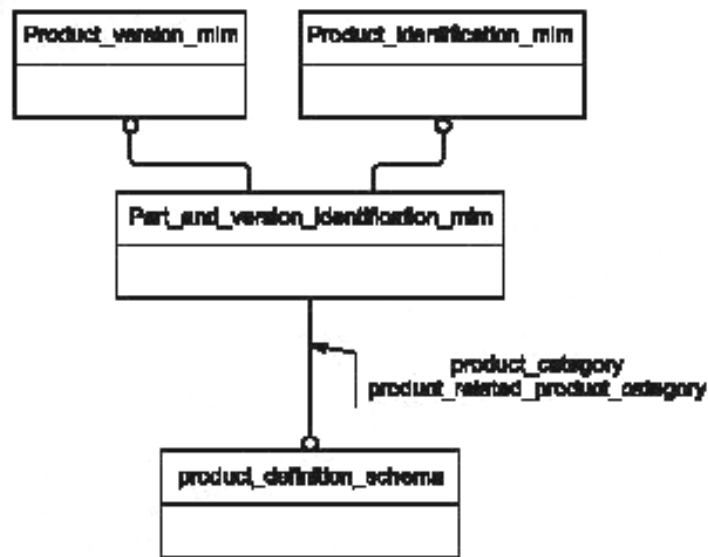 Product_version_mim
Product_identification_mim
Part_and_version_identification_mim
product_category
product_related_product_category
product_definition_schema